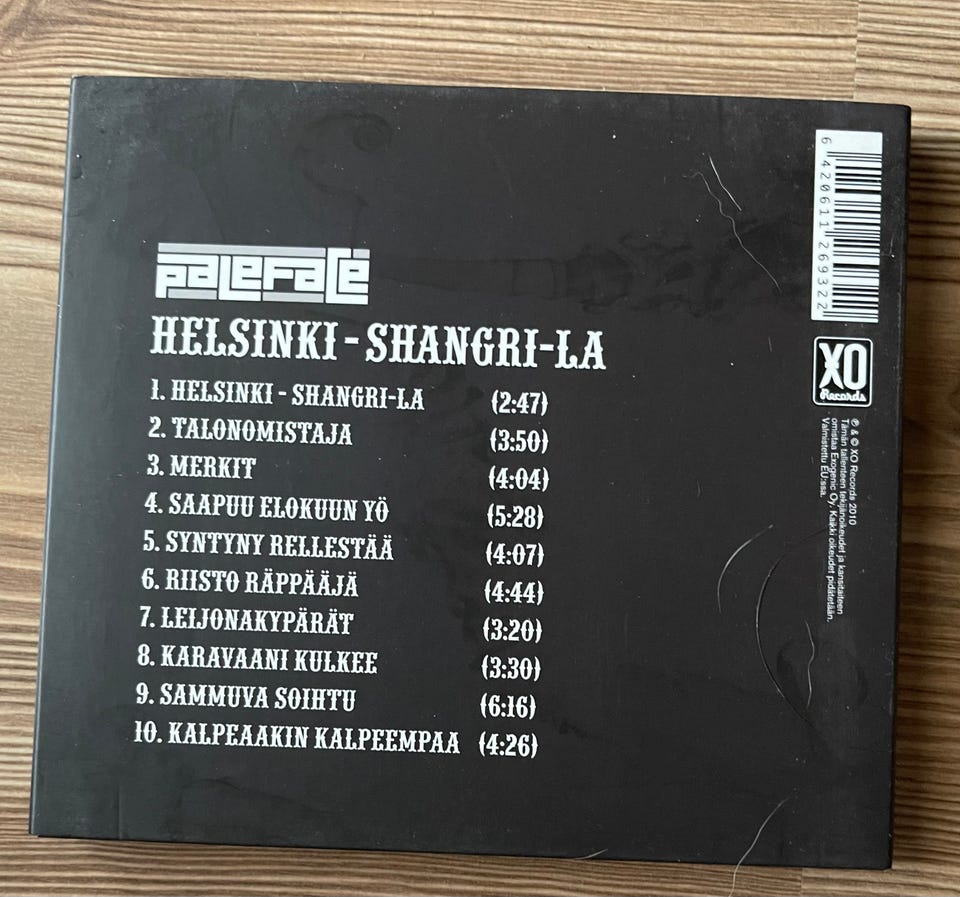 paleface
HELSINKI - SHANGRI-LA
1. HELSINKI - SHANGRI-LA (2:47)
2. TALONOMISTAJA (3:50)
3. MERKIT (4:04)
4. SAAPUU ELOKUUN YÖ (5:28)
5. SYNTYNY RELLESTÄÄ (4:07)
6. RIISTO RÄPPÄÄJÄ (4:44)
7. LEIJONAKYPÄRÄT (3:20)
8. KARAVAANI KULKEE (3:30)
9. SAMMUVA SOIHTU (6:16)
10. KALPEAAKIN KALPEEMPAA (4:26)
6 420611 269322
XO
Records
℗ & © XO Records 2010
Tämän tallenteen tekijänoikeudet ja kansitaiteen
omistaa Exogenic Oy. Kaikki oikeudet pidätetään.
Valmistettu EU:ssa.